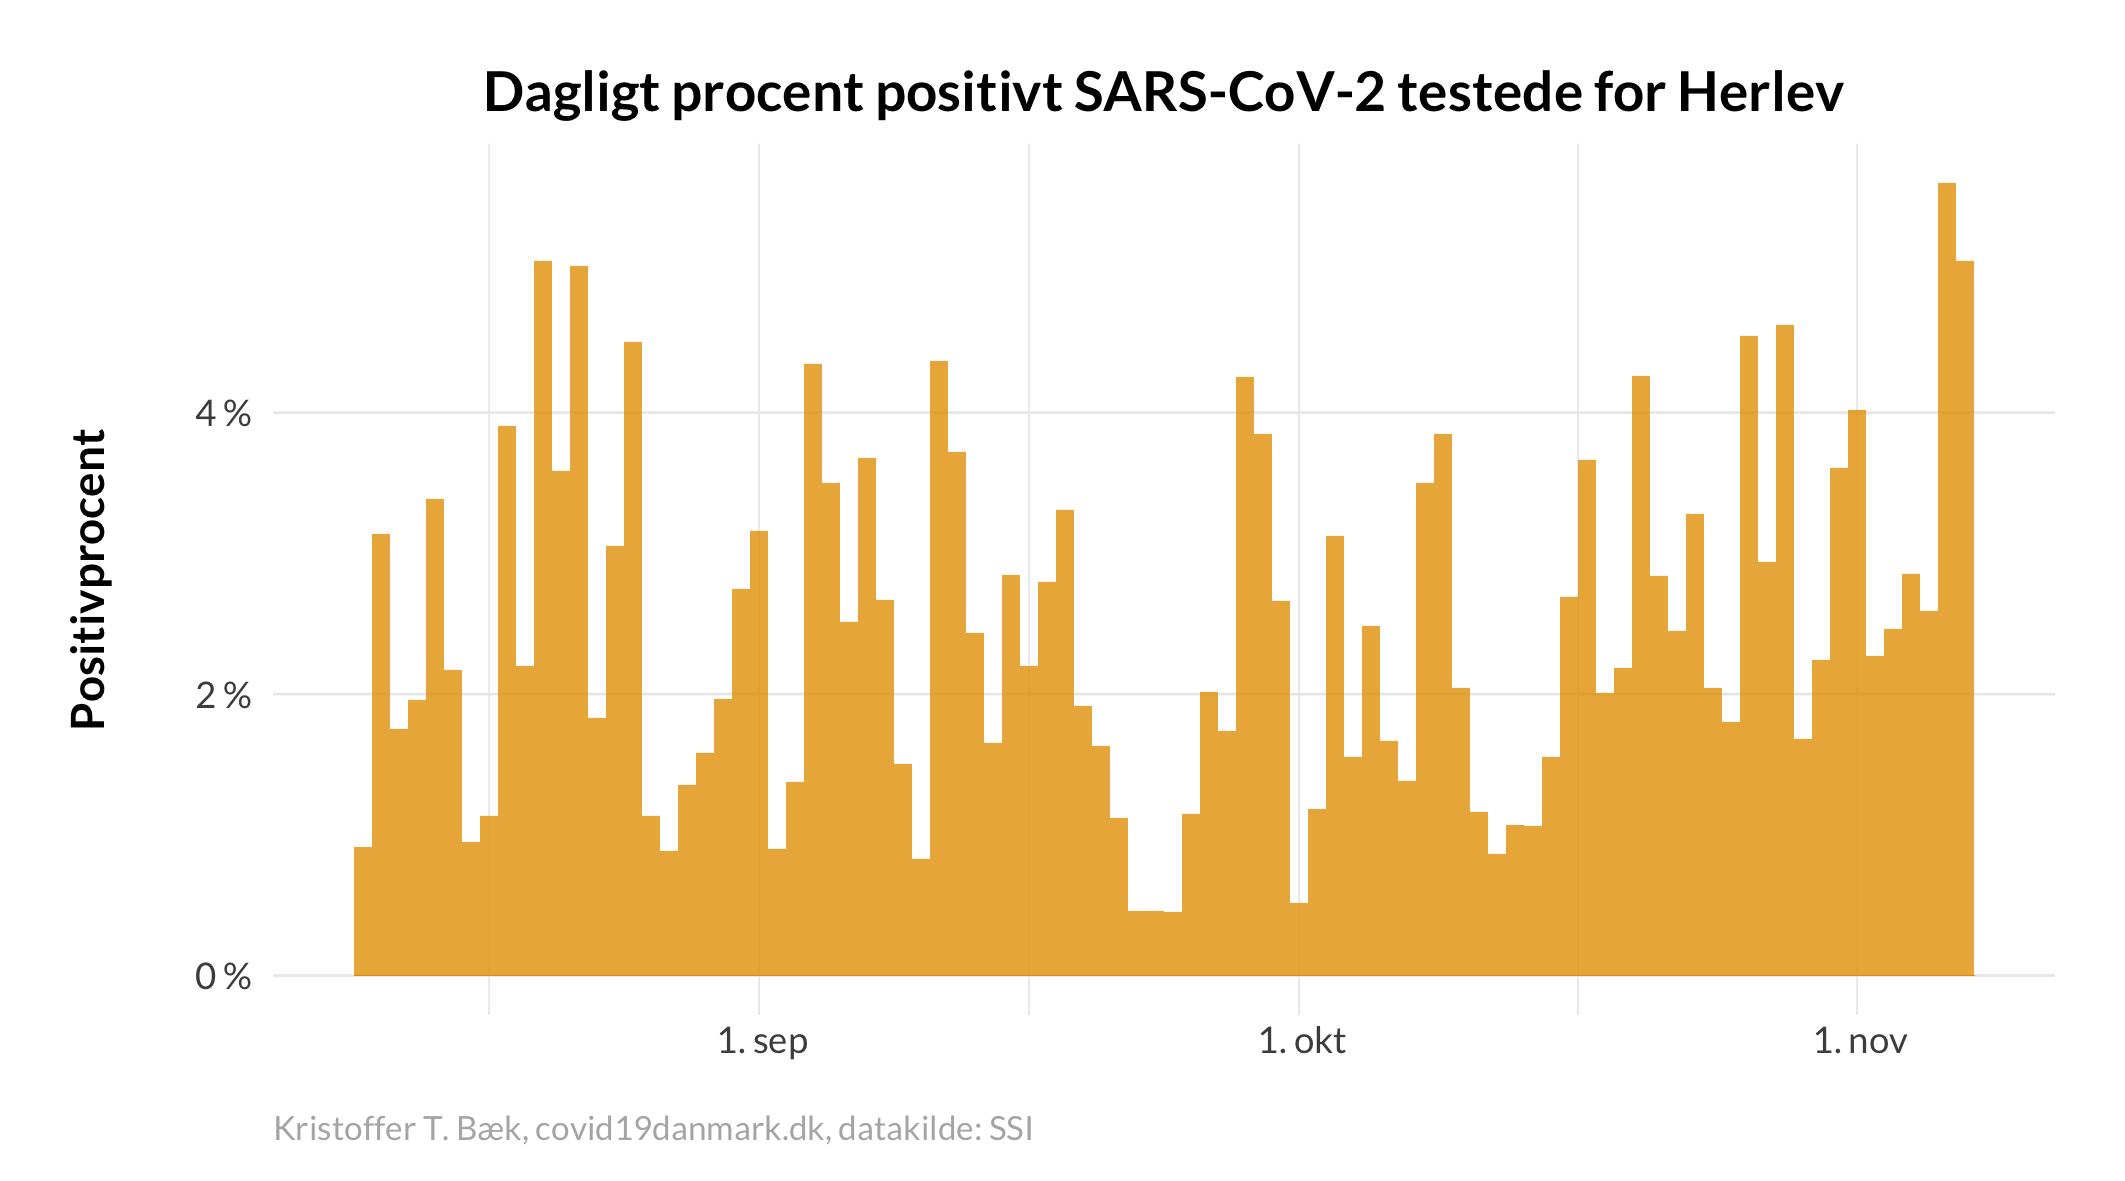 Dagligt procent positivt SARS-CoV-2 testede for Herlev
Positivprocent
4 %
2 %
0 %
1. sep
1. okt
1. nov
Kristoffer T. Bæk, covid19danmark.dk, datakilde: SSI